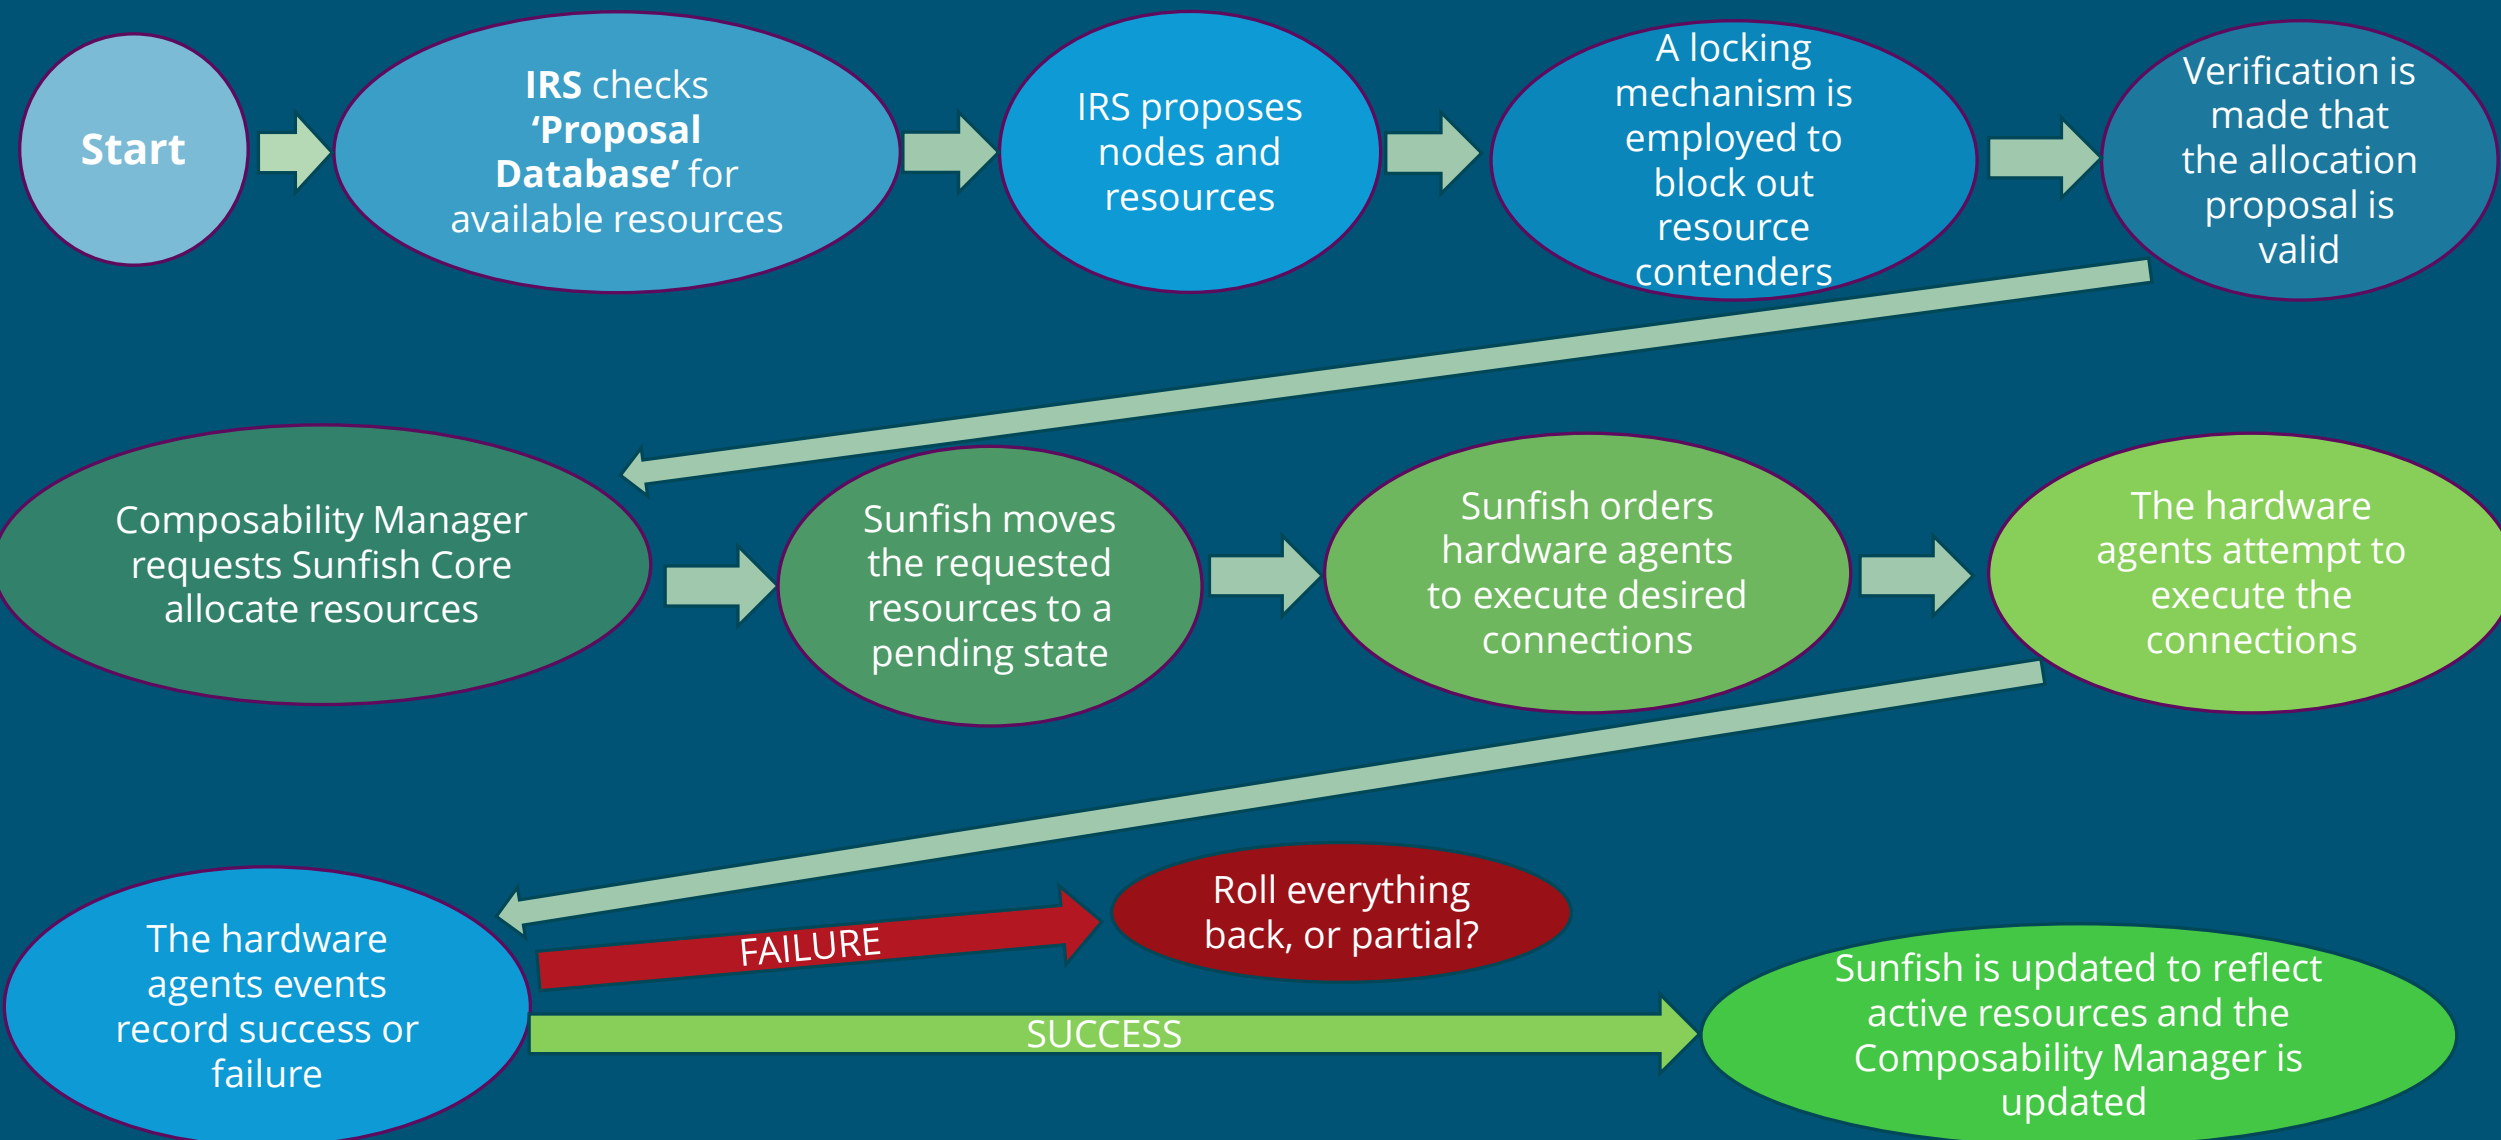 Start
IRS checks
‘Proposal
Database’ for
available resources
IRS proposes
nodes and
resources
A locking
mechanism is
employed to
block out
resource
contenders
Verification is
made that
the allocation
proposal is
valid
Composability Manager
requests Sunfish Core
allocate resources
Sunfish moves
the requested
resources to a
pending state
Sunfish orders
hardware agents
to execute desired
connections
The hardware
agents attempt to
execute the
connections
The hardware
agents events
record success or
failure
FAILURE
Roll everything
back, or partial?
SUCCESS
Sunfish is updated to reflect
active resources and the
Composability Manager is
updated